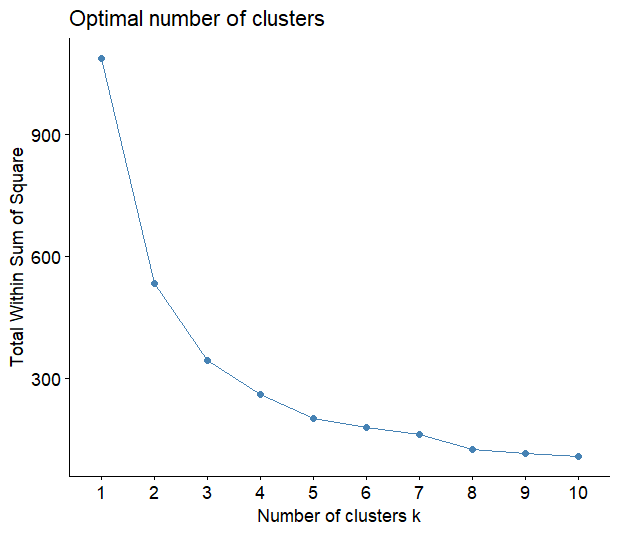 Optimal number of clusters
Total Within Sum of Square
900
600
300
1 2 3 4 5 6 7 8 9 10
Number of clusters k